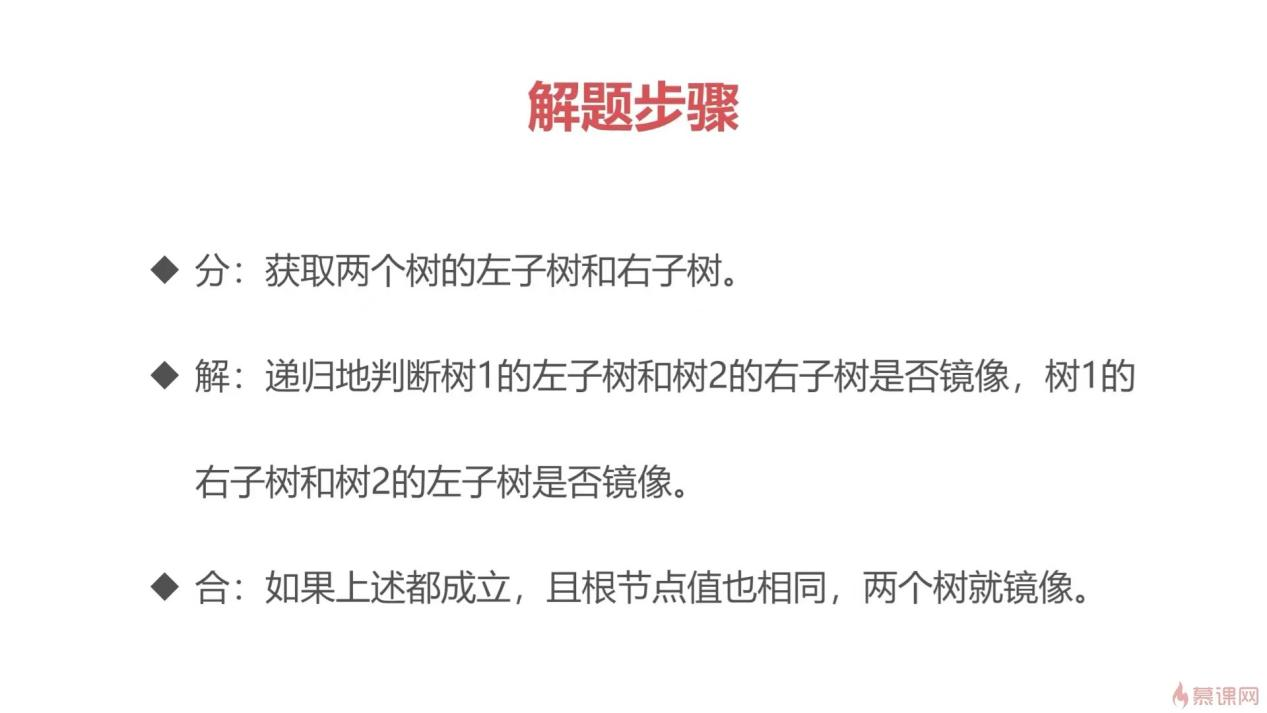 解题步骤
◆ 分：获取两个树的左子树和右子树。
◆ 解：递归地判断树1的左子树和树2的右子树是否镜像，树1的
右子树和树2的左子树是否镜像。
◆ 合：如果上述都成立，且根节点值也相同，两个树就镜像。
慕课网